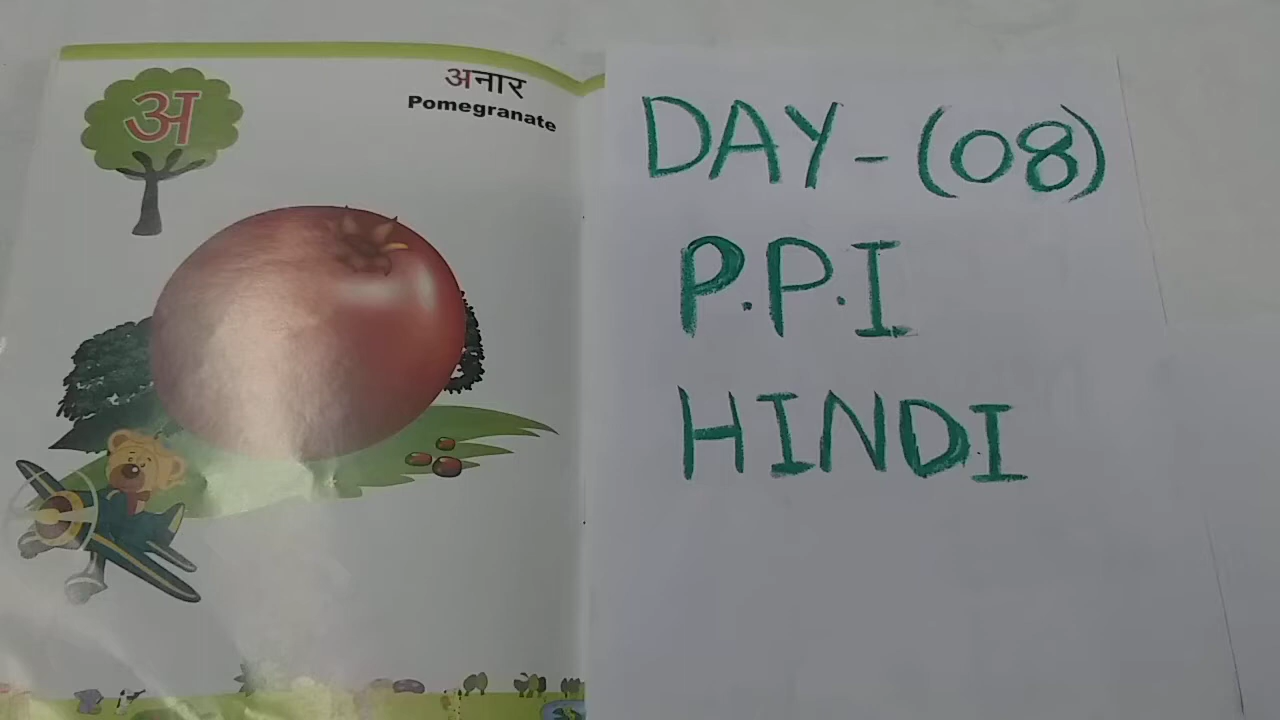 अ
अनार
Pomegranate
DAY-(08)
P.P.I
HINDI